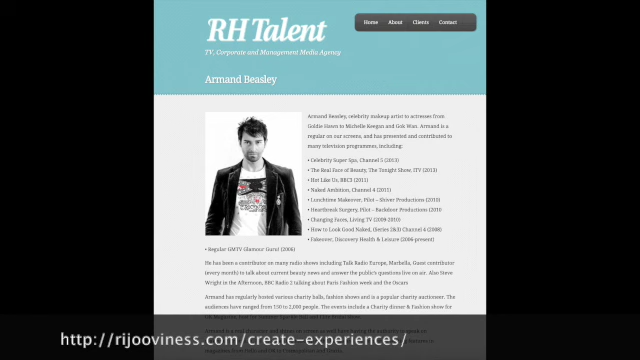 RH Talent
Home About Clients Contact
TV, Corporate and Management Media Agency
Armand Beasley
Armand Beasley, celebrity makeup artist to actresses from
Goldie Hawn to Michelle Keegan and Gok Wan. Armand is a
regular on our screens, and has presented and contributed to
many television programmes, including:
• Celebrity Super Spa, Channel 5 (2013)
• The Real Face of Beauty, The Tonight Show, ITV (2013)
• Hot Like Us, BBC3 (2011)
• Naked Ambition, Channel 4 (2011)
• Lunchtime Makeover, Pilot – Shiver Productions (2010)
• Heartbreak Surgery, Pilot – Backdoor Productions (2010
• Changing Faces, Living TV (2009-2010)
• How to Look Good Naked, (Series 2&3) Channel 4 (2008)
• Fakeover, Discovery Health & Leisure (2006-present)
• Regular GMTV Glamour Guru! (2006)
He has been a contributor on many radio shows including Talk Radio Europe, Marbella, Guest contributor
(every month) to talk about current beauty news and answer the public's questions live on air. Also Steve
Wright in the Afternoon, BBC Radio 2 talking about Paris Fashion week and the Oscars
Armand has regularly hosted various charity balls, fashion shows and is a popular charity auctioneer. The
audiences have ranged from 150 to 2,000 people. The events include a Charity dinner & Fashion show for
http://rijooviness.com/create-experiences/